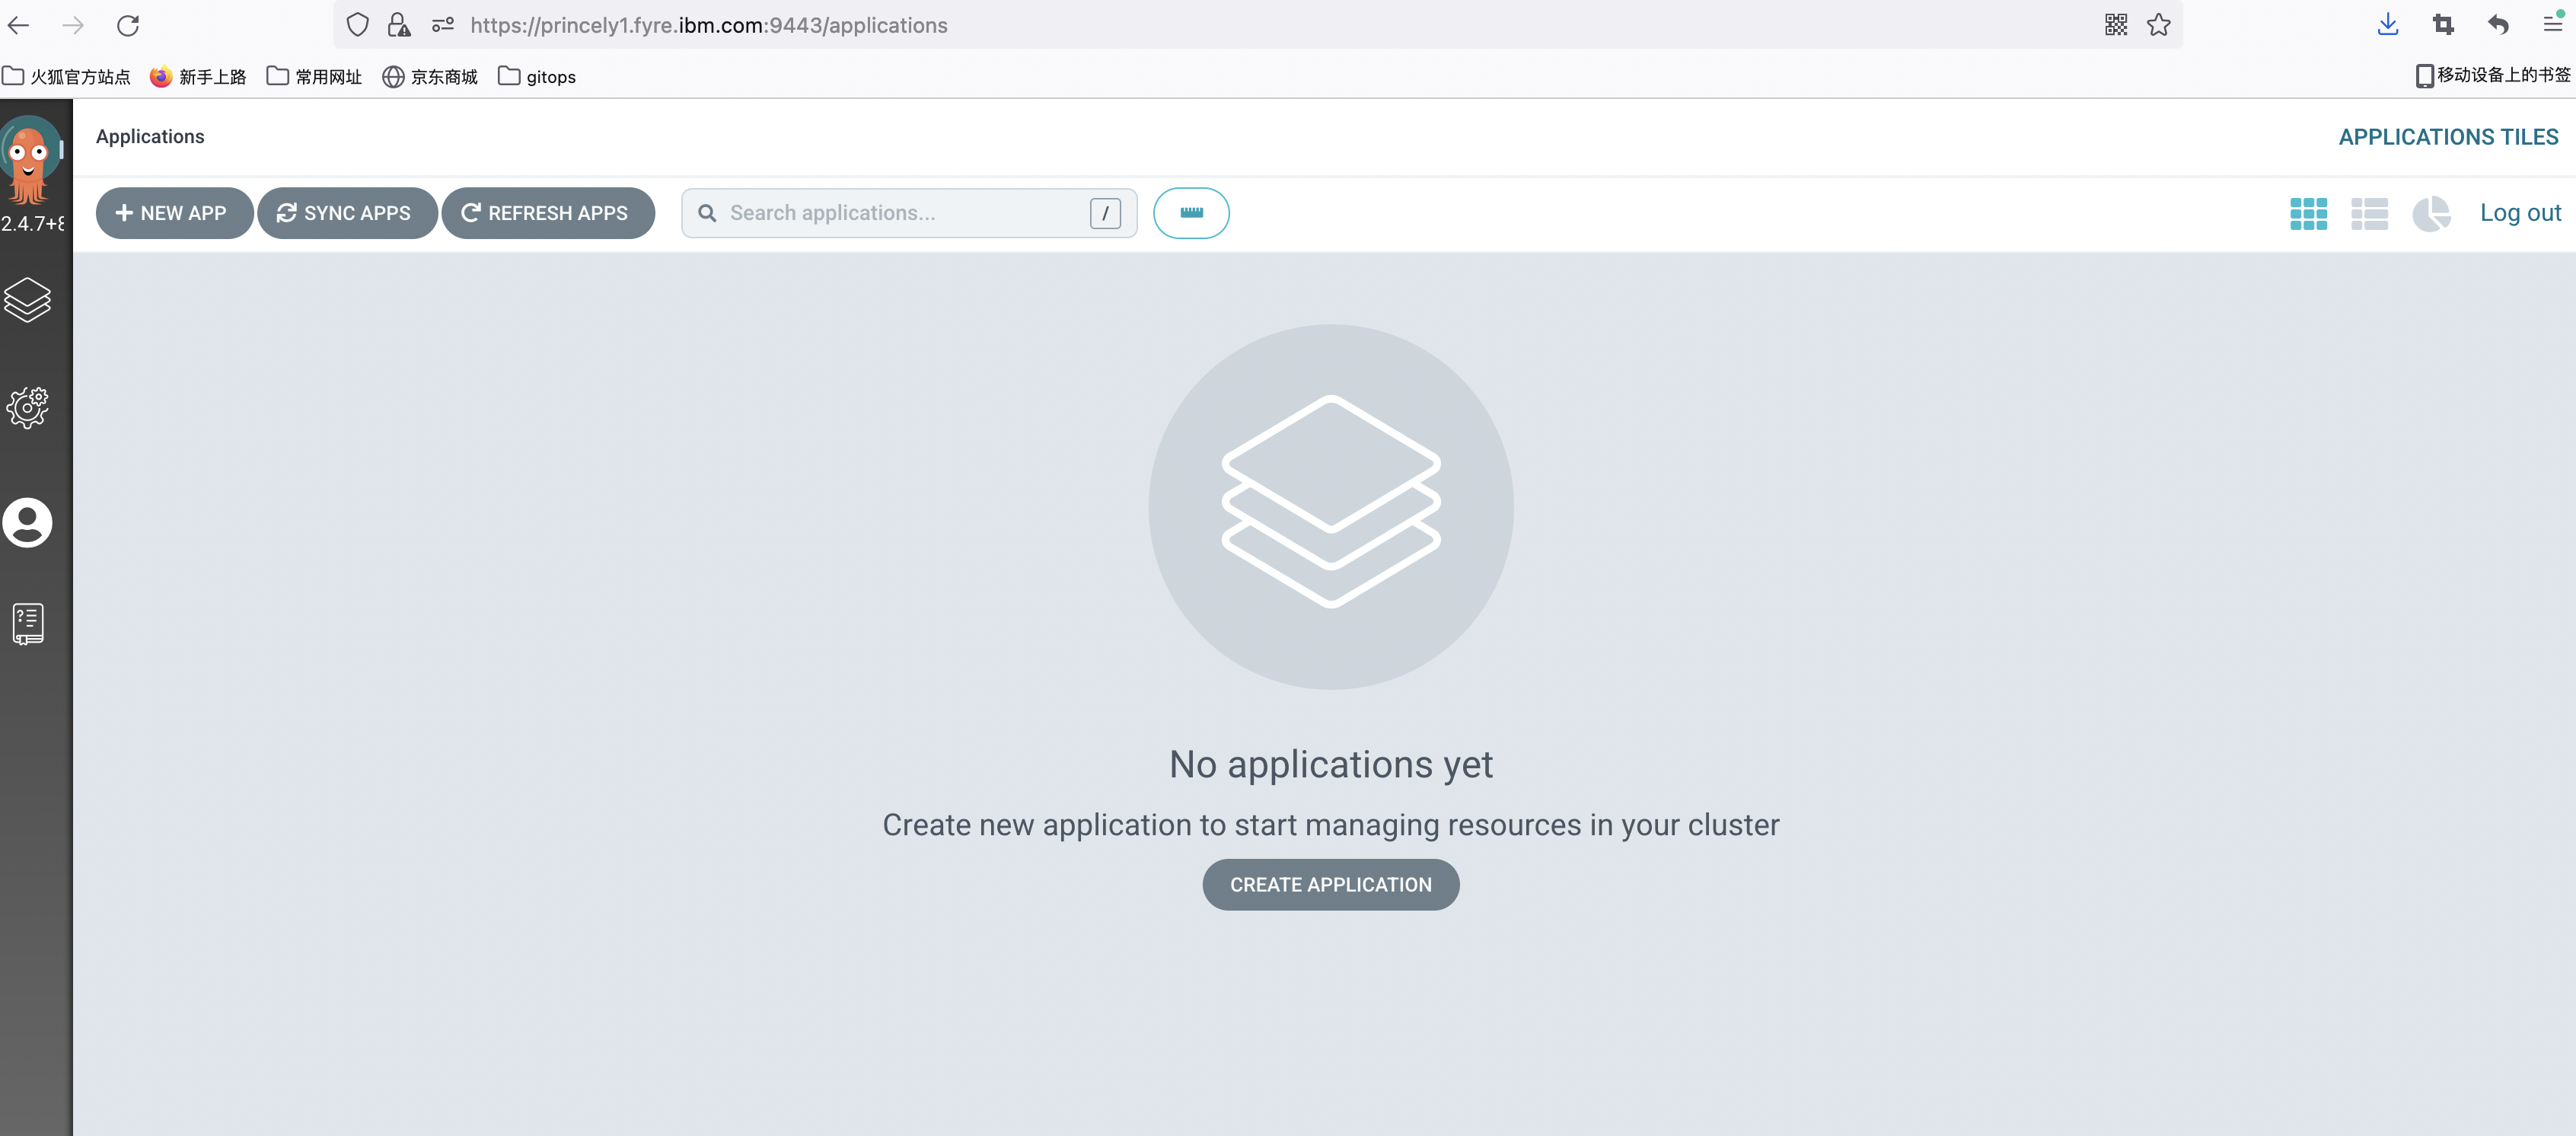 https://princely1.fyre.ibm.com:9443/applications
火狐官方站点 新手上路 常用网址 京东商城 gitops 移动设备上的书签
Applications APPLICATIONS TILES
NEW APP SYNC APPS REFRESH APPS Search applications... / Log out
2.4.7+8
No applications yet
Create new application to start managing resources in your cluster
CREATE APPLICATION